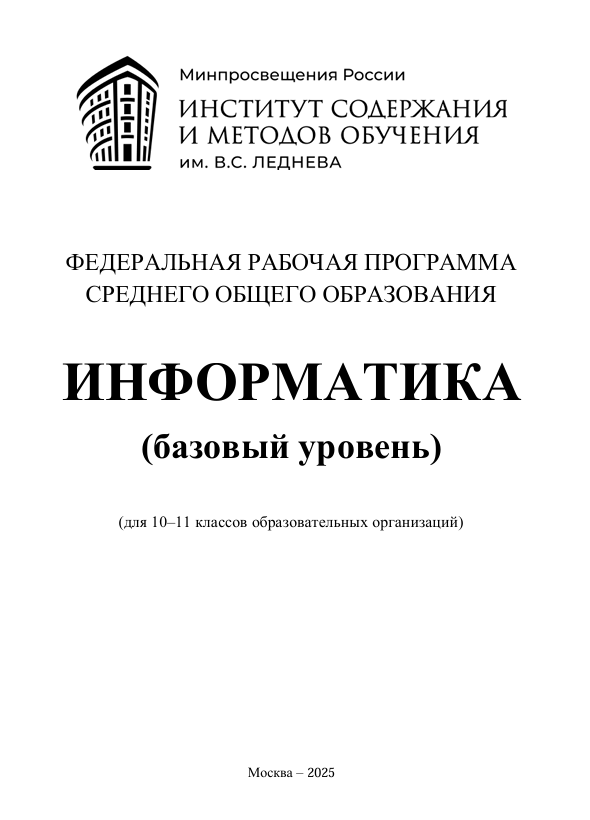 Минпросвещения России
ИНСТИТУТ СОДЕРЖАНИЯ
И МЕТОДОВ ОБУЧЕНИЯ
им. В.С. ЛЕДНЕВА
ФЕДЕРАЛЬНАЯ РАБОЧАЯ ПРОГРАММА
СРЕДНЕГО ОБЩЕГО ОБРАЗОВАНИЯ
ИНФОРМАТИКА
(базовый уровень)
(для 10–11 классов образовательных организаций)
Москва – 2025